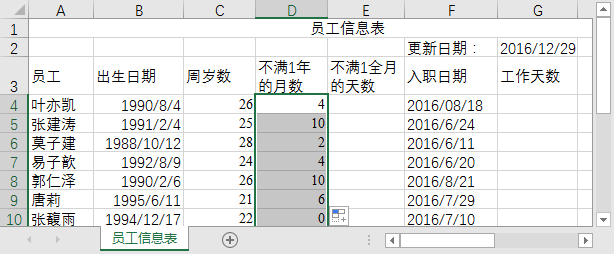 A B C D E F G
1 员工信息表
2 更新日期： 2016/12/29
3 员工 出生日期 周岁数 不满1年的月数 不满1全月的天数 入职日期 工作天数
4 叶亦凯 1990/8/4 26 4 2016/08/18
5 张建涛 1991/2/4 25 10 2016/6/24
6 莫子建 1988/10/12 28 2 2016/6/11
7 易子歆 1992/8/9 24 4 2016/6/20
8 郭仁泽 1990/2/6 26 10 2016/8/21
9 唐莉 1995/6/11 21 6 2016/7/29
10 张馥雨 1994/12/17 22 0 2016/7/10
员工信息表